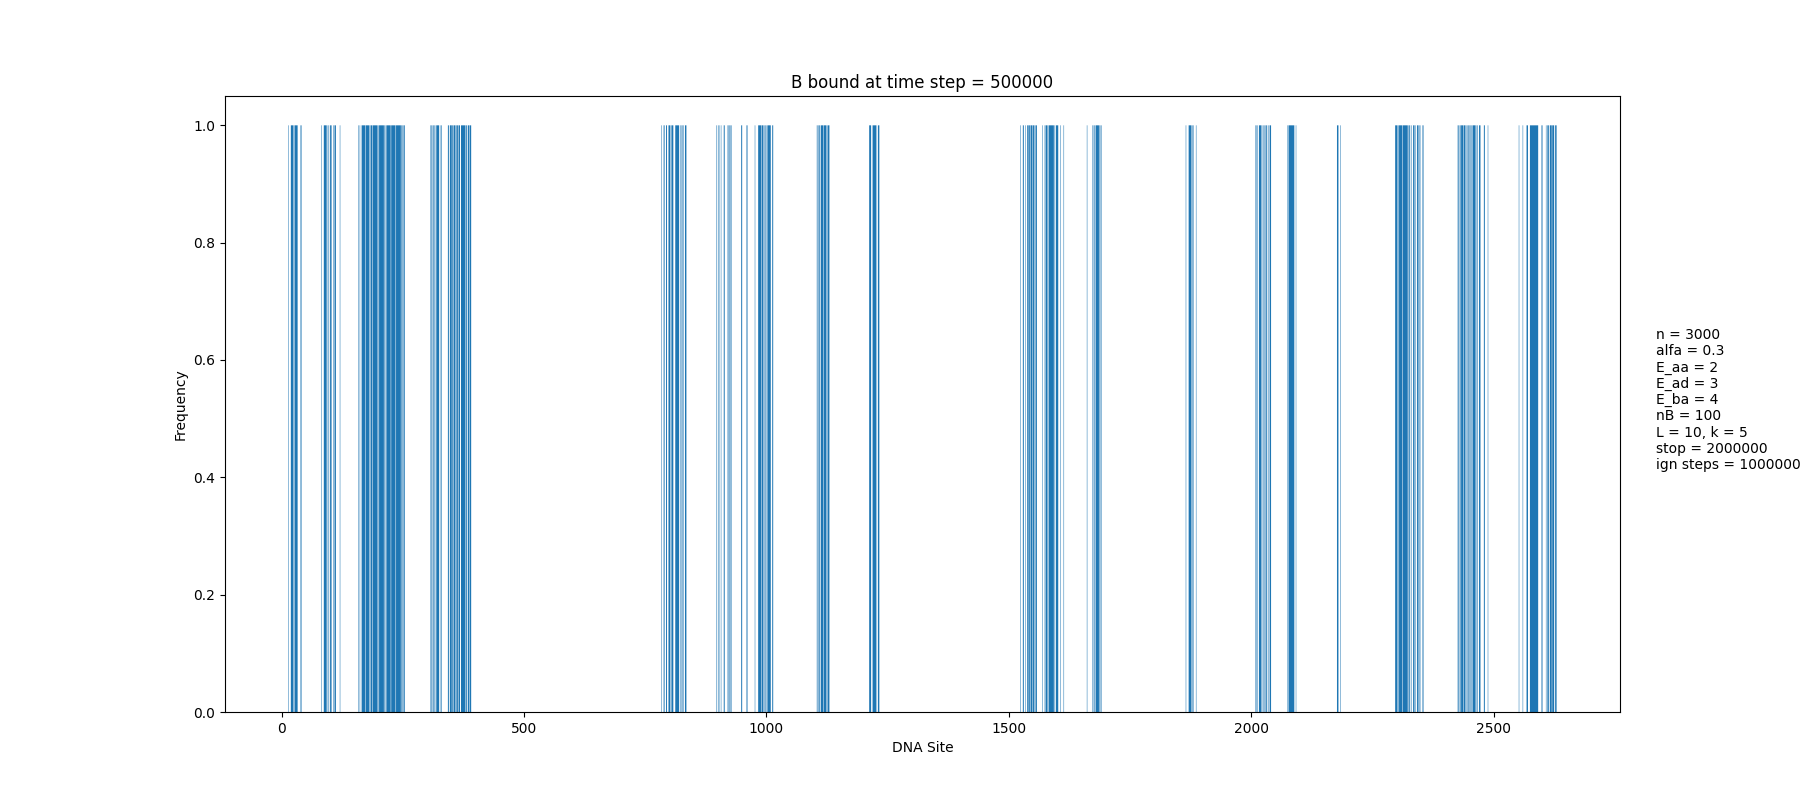 B bound at time step = 500000
1.0
0.8
0.6
0.4
0.2
0.0
Frequency
0 500 1000 1500 2000 2500
DNA Site
n = 3000
alfa = 0.3
E_aa = 2
E_ad = 3
E_ba = 4
nB = 100
L = 10, k = 5
stop = 2000000
ign steps = 1000000